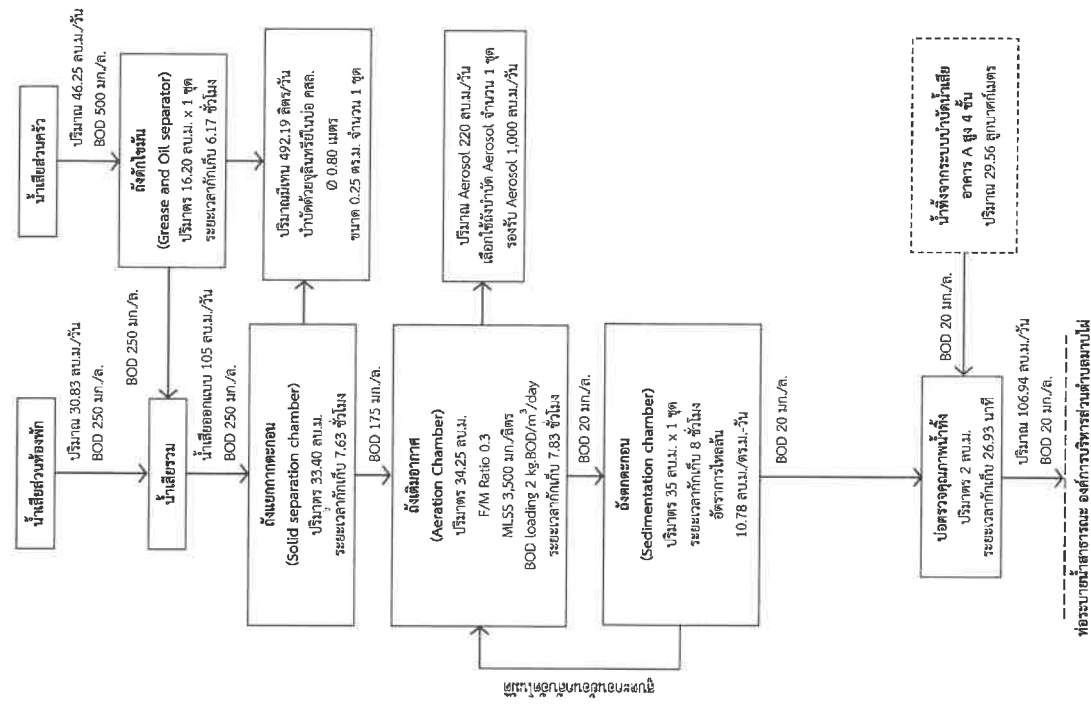 น้ำเสียส่วนห้องพัก
ปริมาณ 30.83 ลบ.ม./วัน
BOD 250 มก./ล.
น้ำเสียส่วนครัว
ปริมาณ 46.25 ลบ.ม./วัน
BOD 500 มก./ล.
ถังดักไขมัน
(Grease and Oil separator)
ปริมาตร 16.20 ลบ.ม. x 1 ชุด
ระยะเวลากักเก็บ 6.17 ชั่วโมง
BOD 250 มก./ล.
น้ำเสียรวม
น้ำเสียออกแบบ 105 ลบ.ม./วัน
BOD 250 มก./ล.
ถังแยกกากตะกอน
(Solid separation chamber)
ปริมาตร 33.40 ลบ.ม.
ระยะเวลากักเก็บ 7.63 ชั่วโมง
ปริมาณมีเทน 492.19 ลิตร/วัน
บำบัดด้วยจุลินทรีย์ในบ่อ คสล.
Ø 0.80 เมตร
ขนาด 0.25 ตร.ม. จำนวน 1 ชุด
BOD 175 มก./ล.
ถังเติมอากาศ
(Aeration Chamber)
ปริมาตร 34.25 ลบ.ม.
F/M Ratio 0.3
MLSS 3,500 มก./ลิตร
BOD loading 2 kg.BOD/m³/day
ระยะเวลากักเก็บ 7.83 ชั่วโมง
ปริมาณ Aerosol 220 ลบ.ม./วัน
เลือกใช้ถังบำบัด Aerosol จำนวน 1 ชุด
รองรับ Aerosol 1,000 ลบ.ม./วัน
BOD 20 มก./ล.
ถังตกตะกอน
(Sedimentation chamber)
ปริมาตร 35 ลบ.ม. x 1 ชุด
ระยะเวลากักเก็บ 8 ชั่วโมง
อัตราการไหลล้น
10.78 ลบ.ม./ตร.ม.-วัน
BOD 20 มก./ล.
น้ำทิ้งจากระบบบำบัดน้ำเสีย
อาคาร A สูง 4 ชั้น
ปริมาณ 29.56 ลูกบาศก์เมตร
BOD 20 มก./ล.
บ่อตรวจคุณภาพน้ำทิ้ง
ปริมาตร 2 ลบ.ม.
ระยะเวลากักเก็บ 26.93 นาที
ปริมาณ 106.94 ลบ.ม./วัน
BOD 20 มก./ล.
ท่อระบายน้ำสาธารณะ องค์การบริหารส่วนตำบลมาบไผ่